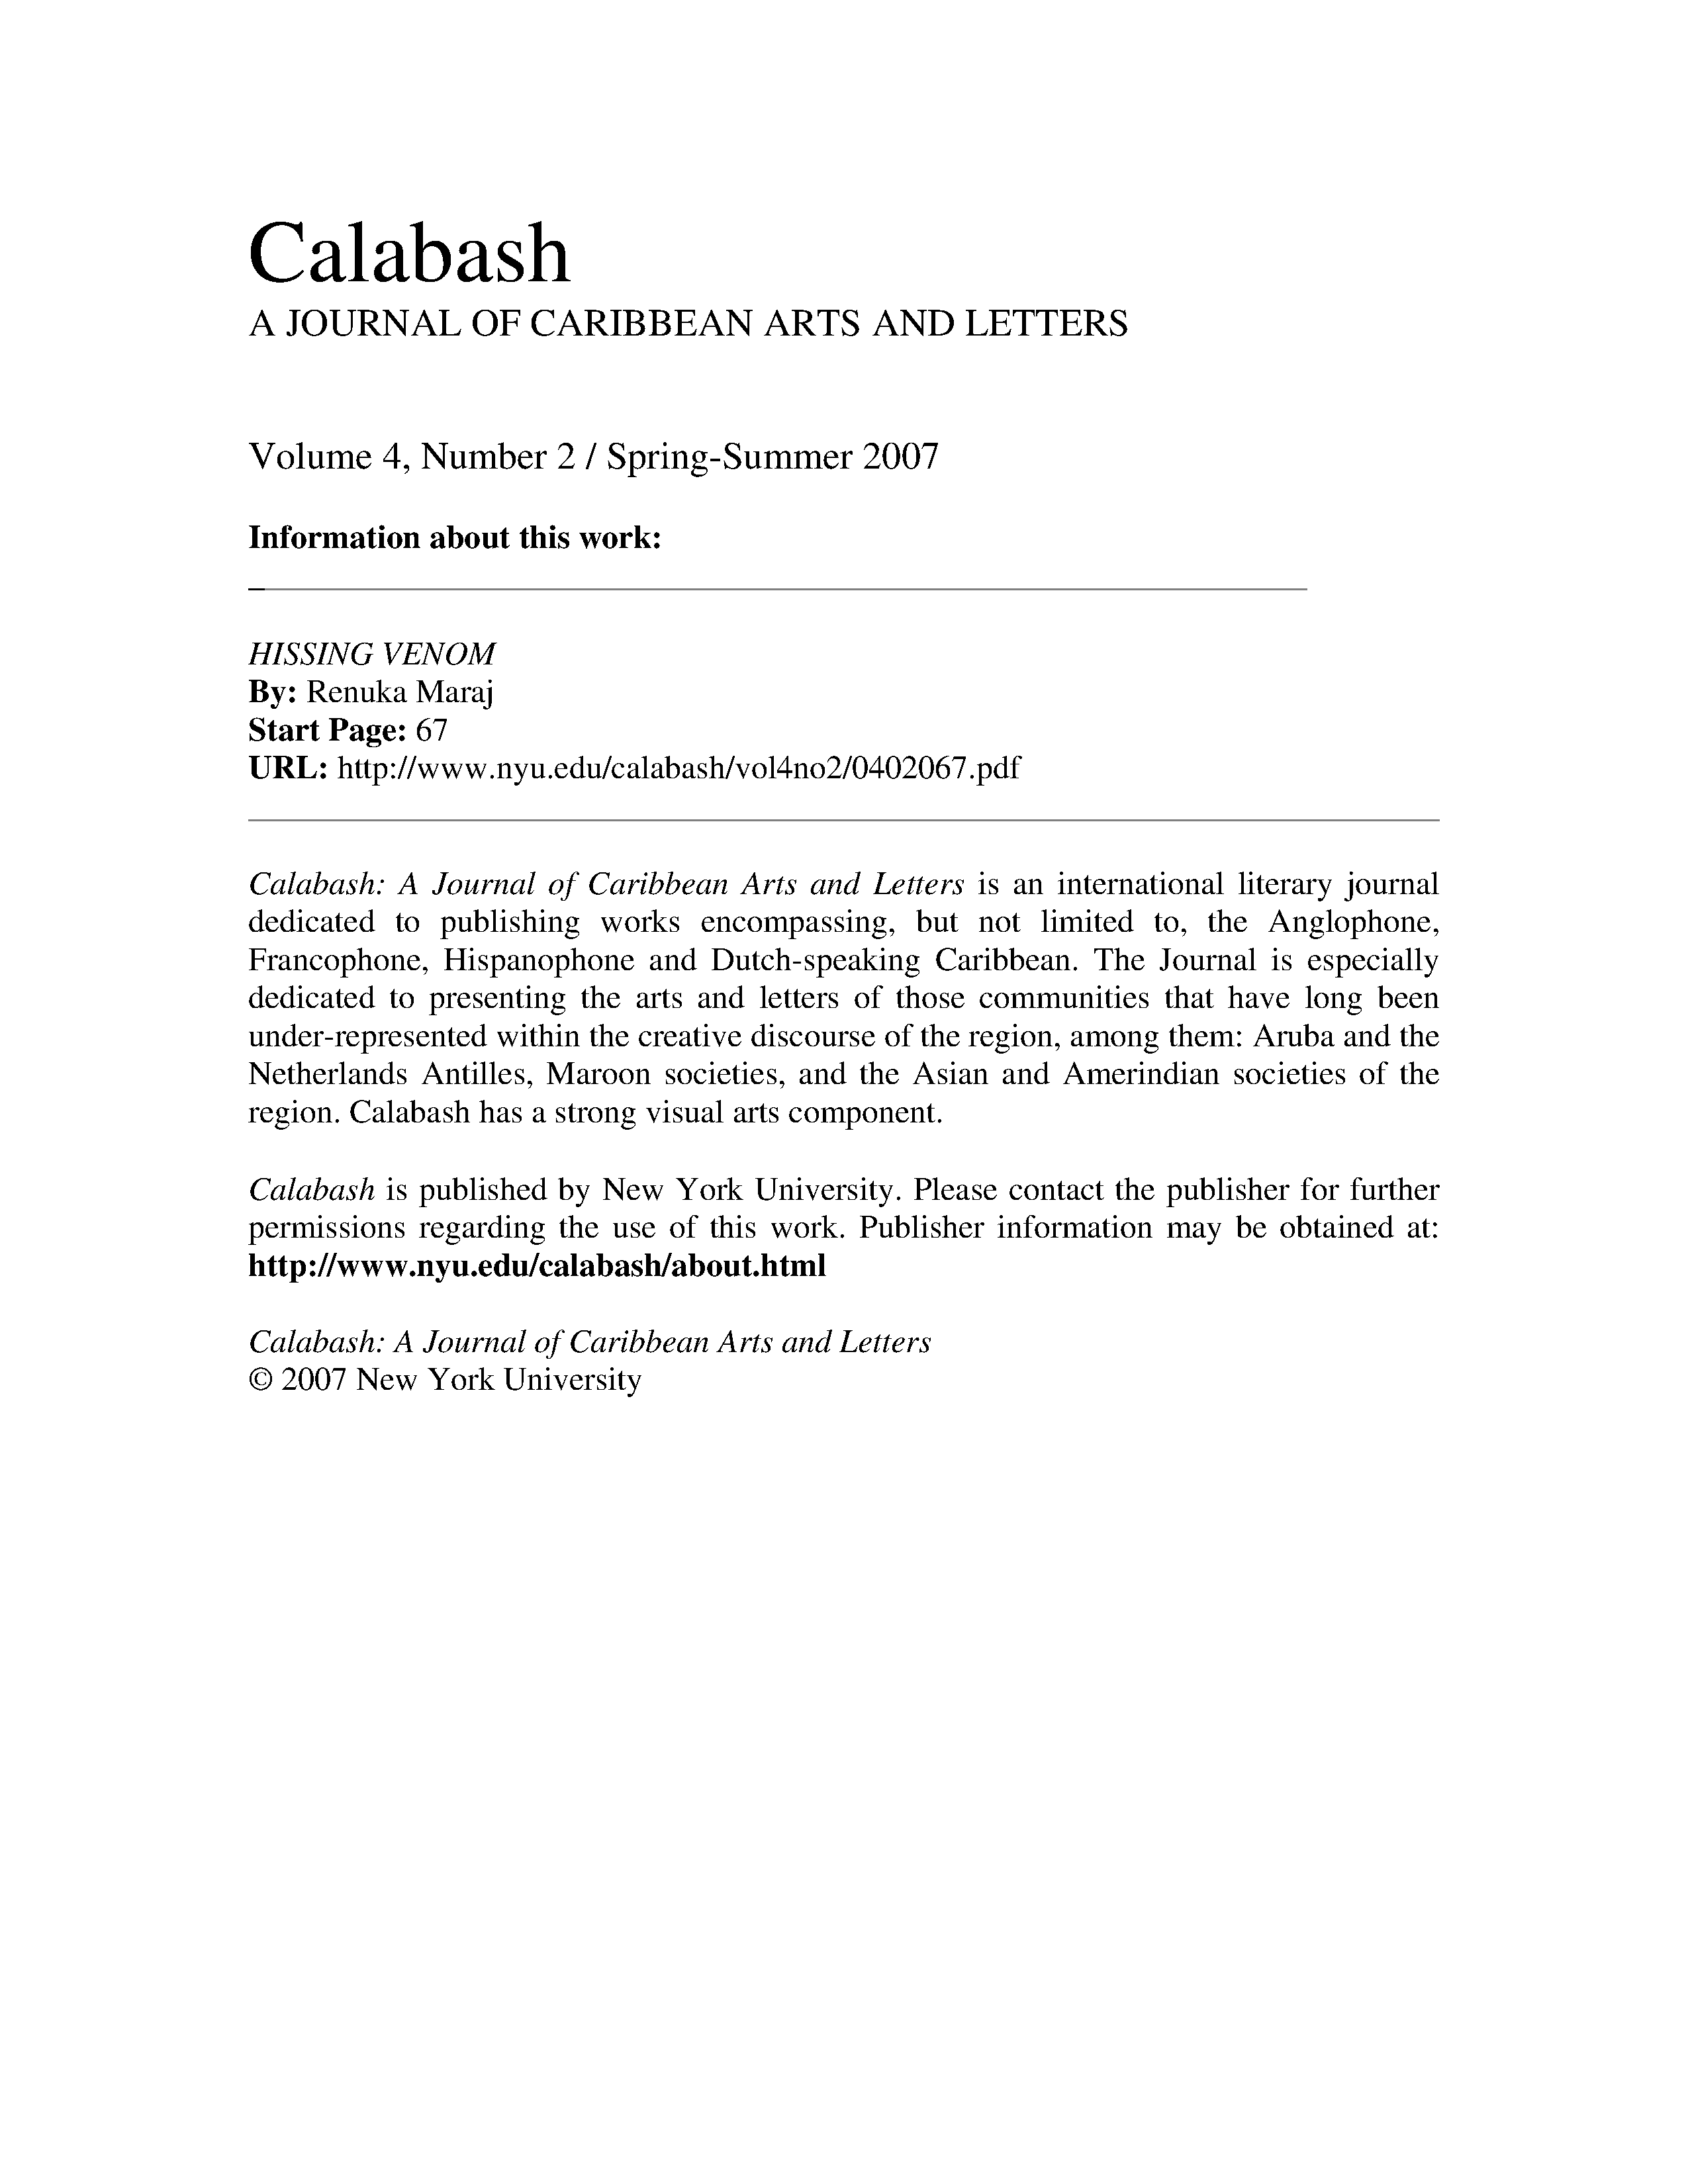 Calabash
A JOURNAL OF CARIBBEAN ARTS AND LETTERS
Volume 4, Number 2 / Spring-Summer 2007
Information about this work:
HISSING VENOM
By: Renuka Maraj
Start Page: 67
URL: http://www.nyu.edu/calabash/vol4no2/0402067.pdf
Calabash: A Journal of Caribbean Arts and Letters is an international literary journal
dedicated to publishing works encompassing, but not limited to, the Anglophone,
Francophone, Hispanophone and Dutch-speaking Caribbean. The Journal is especially
dedicated to presenting the arts and letters of those communities that have long been
under-represented within the creative discourse of the region, among them: Aruba and the
Netherlands Antilles, Maroon societies, and the Asian and Amerindian societies of the
region. Calabash has a strong visual arts component.
Calabash is published by New York University. Please contact the publisher for further
permissions regarding the use of this work. Publisher information may be obtained at:
http://www.nyu.edu/calabash/about.html
Calabash: A Journal of Caribbean Arts and Letters
© 2007 New York University